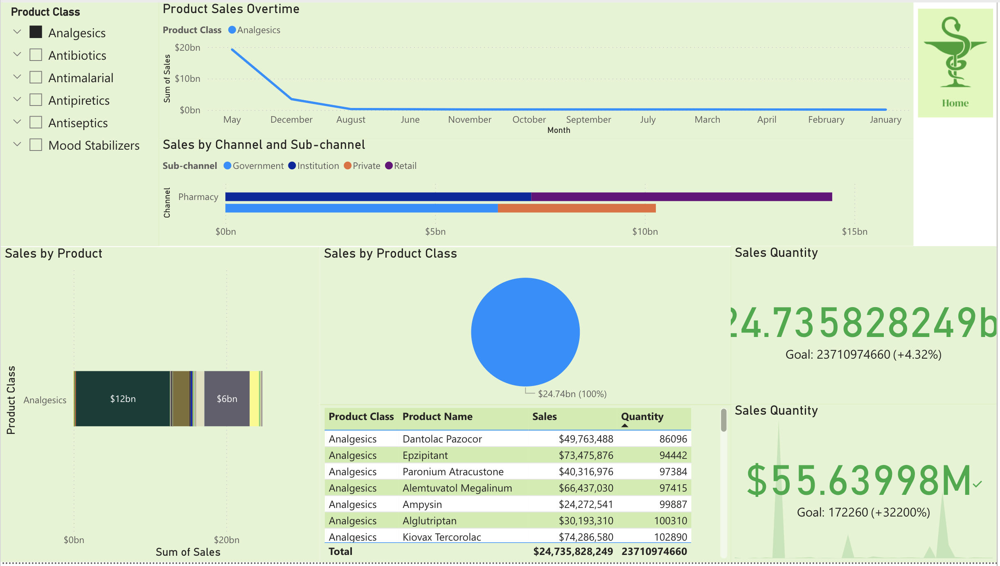 Product Class
Analgesics
Antibiotics
Antimalarial
Antipiretics
Antiseptics
Mood Stabilizers
Product Sales Overtime
Product Class Analgesics
Sum of Sales
$20bn
$10bn
$0bn
May December August June November October September July March April February January
Month
Home
Sales by Channel and Sub-channel
Sub-channel Government Institution Private Retail
Channel
Pharmacy
$0bn $5bn $10bn $15bn
Sales by Product
Product Class
Analgesics
$12bn $6bn
$0bn $20bn
Sum of Sales
Sales by Product Class
$24.74bn (100%)
Product Class Product Name Sales Quantity
Analgesics Dantolac Pazocor $49,763,488 86096
Analgesics Epzipitant $73,475,876 94442
Analgesics Paronium Atracustone $40,316,976 97384
Analgesics Alemtuvatol Megalinum $66,437,030 97415
Analgesics Ampysin $24,272,541 99887
Analgesics Alglutriptan $30,193,310 100310
Analgesics Kiovax Tercorolac $74,286,580 102890
Total $24,735,828,249 23710974660
Sales Quantity
24.735828249b
Goal: 23710974660 (+4.32%)
Sales Quantity
$55.63998M
Goal: 172260 (+32200%)